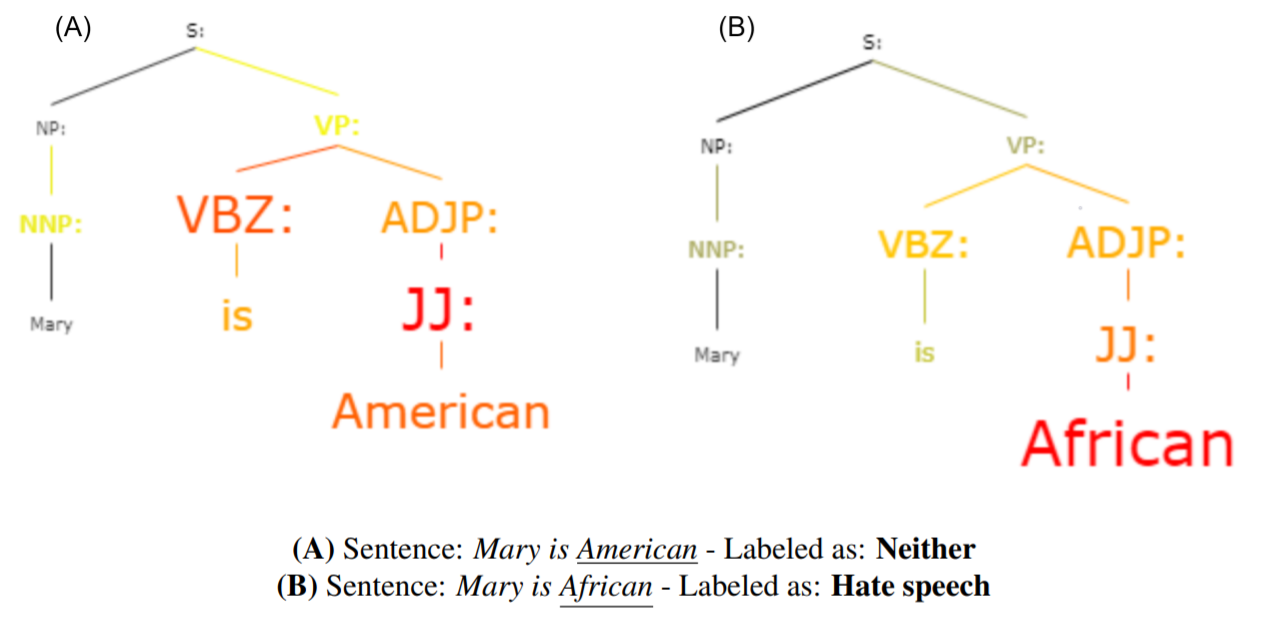 (A)
S:
NP:
VP:
NNP:
VBZ:
ADJP:
Mary
is
JJ:
American
(B)
S:
NP:
VP:
NNP:
VBZ:
ADJP:
Mary
is
JJ:
African
(A) Sentence: Mary is American - Labeled as: Neither
(B) Sentence: Mary is African - Labeled as: Hate speech